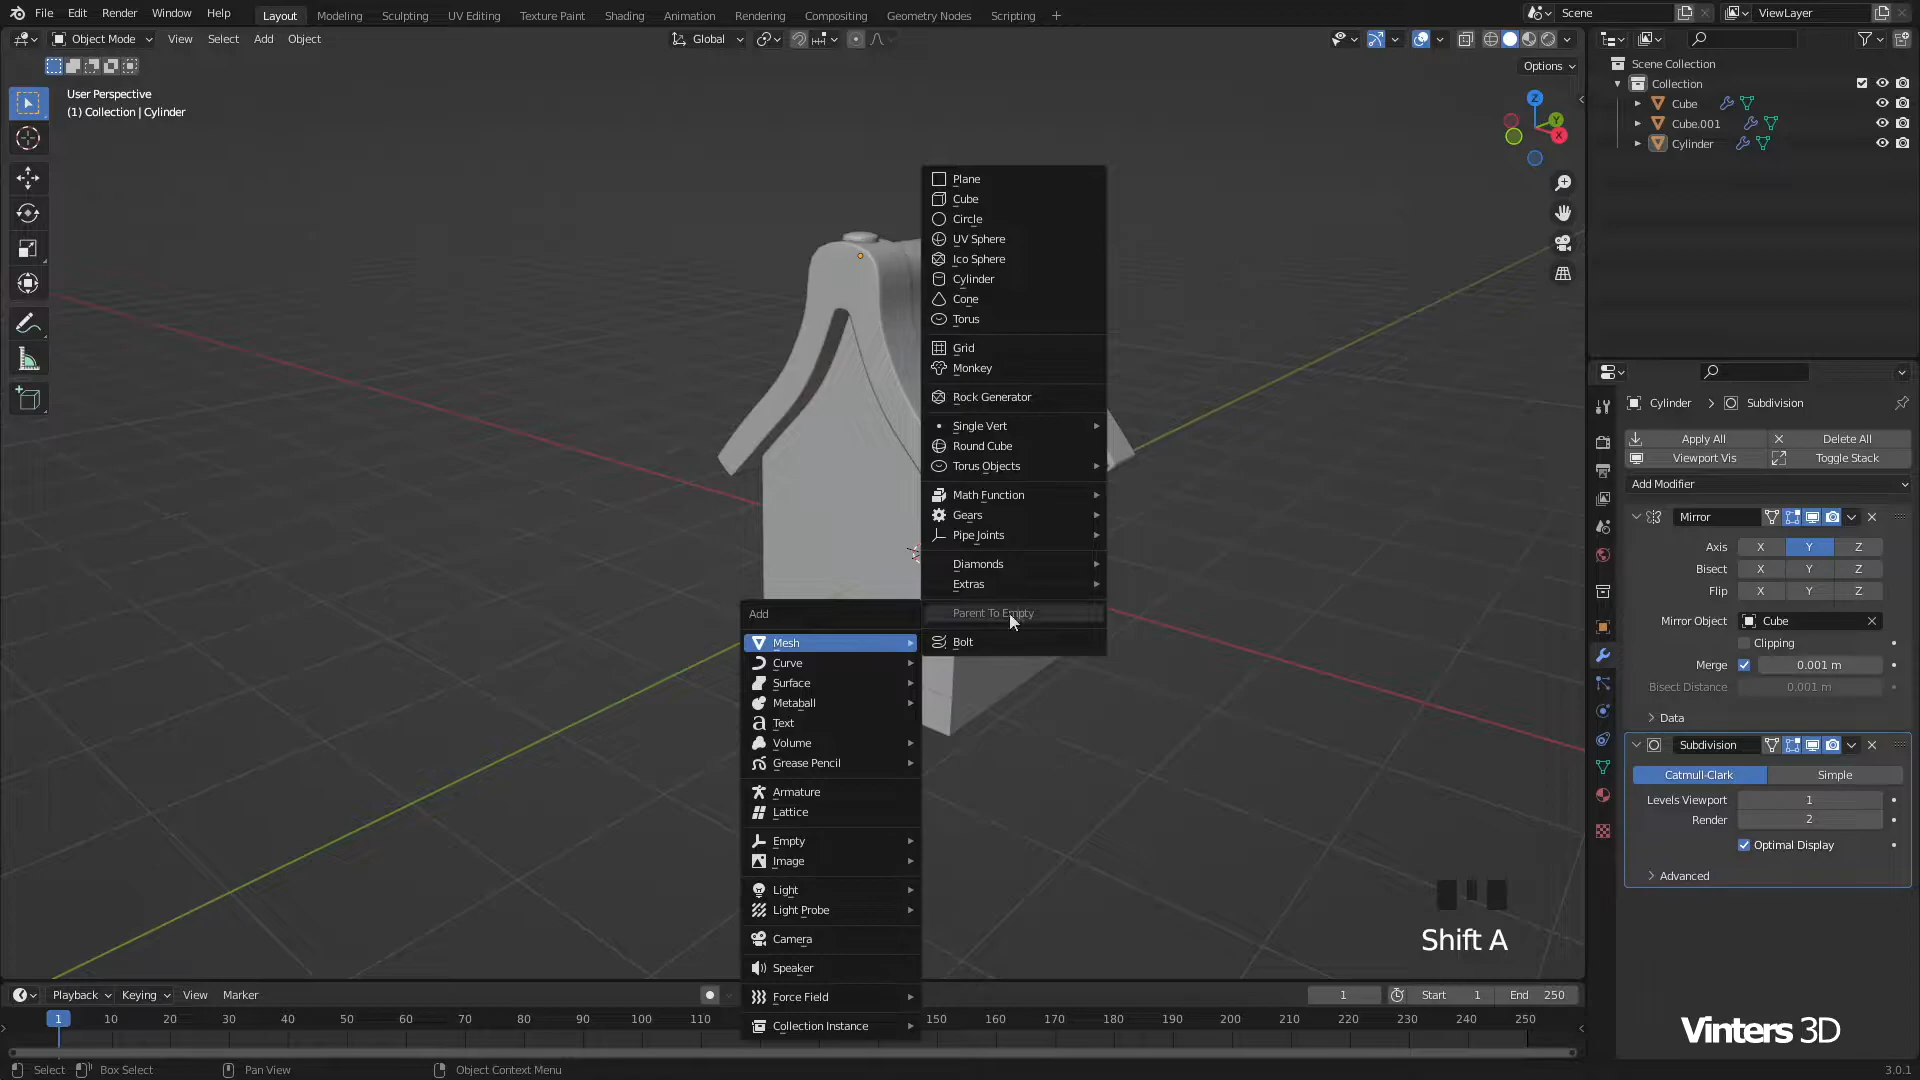 File Edit Render Window Help Layout Modeling Sculpting UV Editing Texture Paint Shading Animation Rendering Compositing Geometry Nodes Scripting + Scene ViewLayer
Object Mode View Select Add Object Global
Options
User Perspective
(1) Collection | Cylinder
Z
Y
X
Scene Collection
Collection
Cube
Cube.001
Cylinder
Plane
Cube
Circle
UV Sphere
Ico Sphere
Cylinder
Cone
Torus
Grid
Monkey
Rock Generator
Single Vert
Round Cube
Torus Objects
Math Function
Gears
Pipe Joints
Diamonds
Extras
Parent To Empty
Bolt
Add
Mesh
Curve
Surface
Metaball
Text
Volume
Grease Pencil
Armature
Lattice
Empty
Image
Light
Light Probe
Camera
Speaker
Force Field
Collection Instance
Cylinder > Subdivision
Apply All Delete All
Viewport Vis Toggle Stack
Add Modifier
Mirror
Axis X Y Z
Bisect X Y Z
Flip X Y Z
Mirror Object Cube
Clipping
Merge 0.001 m
Bisect Distance 0.001 m
Data
Subdivision
Catmull-Clark Simple
Levels Viewport 1
Render 2
Optimal Display
Advanced
Shift A
Playback Keying View Marker 1 Start 1 End 250
1 10 20 30 40 50 60 70 80 90 100 110 150 160 170 180 190 200 210 220 230 240 250
Vinters 3D
Select Box Select Pan View Object Context Menu 3.0.1